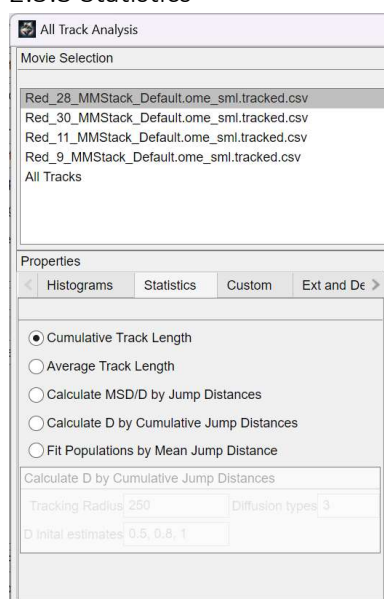 All Track Analysis
Movie Selection
Red_28_MMStack_Default.ome_sml.tracked.csv
Red_30_MMStack_Default.ome_sml.tracked.csv
Red_11_MMStack_Default.ome_sml.tracked.csv
Red_9_MMStack_Default.ome_sml.tracked.csv
All Tracks
Properties
< Histograms Statistics Custom Ext and De >
Cumulative Track Length
Average Track Length
Calculate MSD/D by Jump Distances
Calculate D by Cumulative Jump Distances
Fit Populations by Mean Jump Distance
Calculate D by Cumulative Jump Distances
Tracking Radius 250 Diffusion types 3
D Inital estimates 0.5, 0.8, 1